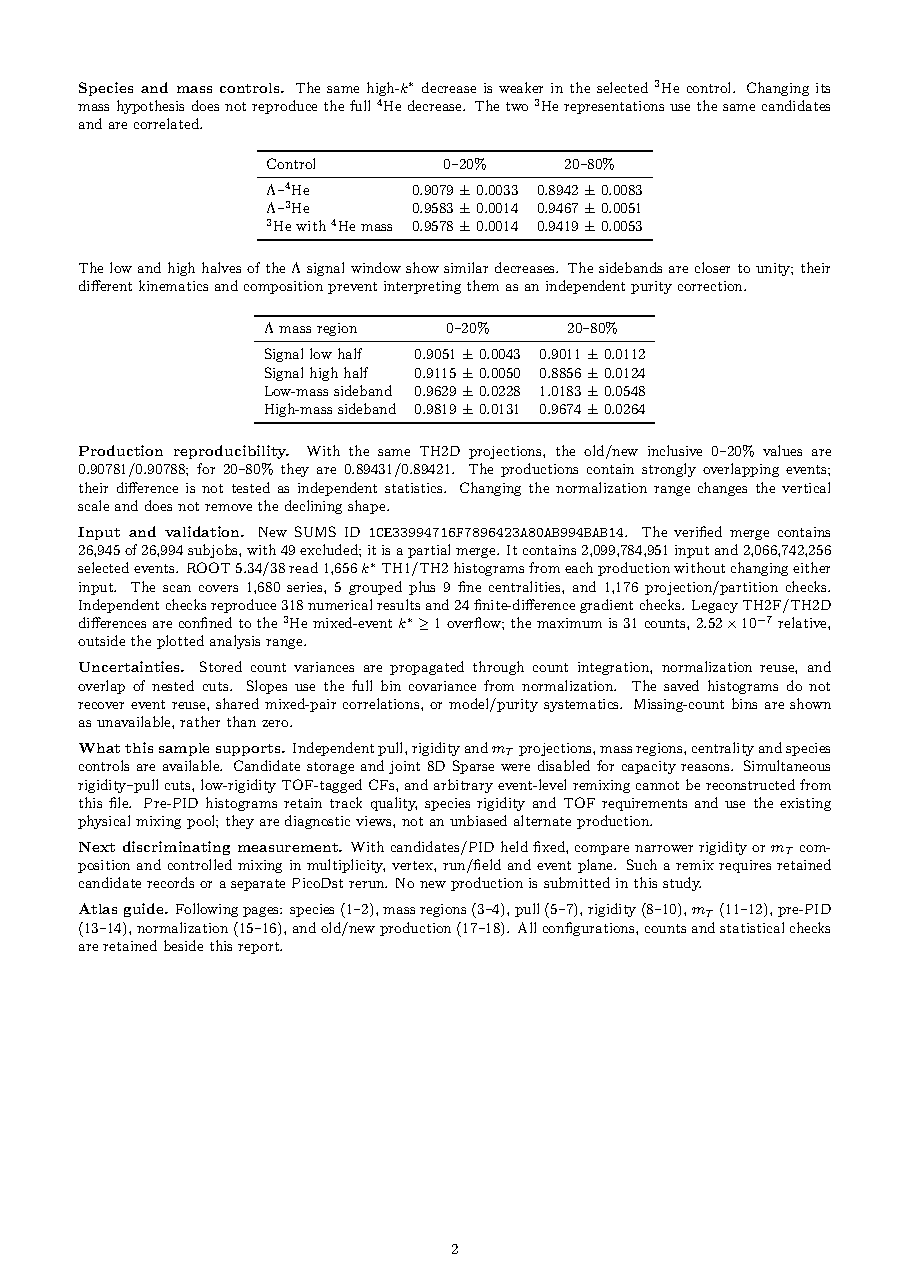 Species and mass controls. The same high-k* decrease is weaker in the selected ³He control. Changing its
mass hypothesis does not reproduce the full ⁴He decrease. The two ³He representations use the same candidates
and are correlated.
Control 0–20% 20–80%
Λ–⁴He 0.9079 ± 0.0033 0.8942 ± 0.0083
Λ–³He 0.9583 ± 0.0014 0.9467 ± 0.0051
³He with ⁴He mass 0.9578 ± 0.0014 0.9419 ± 0.0053
The low and high halves of the Λ signal window show similar decreases. The sidebands are closer to unity; their
different kinematics and composition prevent interpreting them as an independent purity correction.
Λ mass region 0–20% 20–80%
Signal low half 0.9051 ± 0.0043 0.9011 ± 0.0112
Signal high half 0.9115 ± 0.0050 0.8856 ± 0.0124
Low-mass sideband 0.9629 ± 0.0228 1.0183 ± 0.0548
High-mass sideband 0.9819 ± 0.0131 0.9674 ± 0.0264
Production reproducibility. With the same TH2D projections, the old/new inclusive 0–20% values are
0.90781/0.90788; for 20–80% they are 0.89431/0.89421. The productions contain strongly overlapping events;
their difference is not tested as independent statistics. Changing the normalization range changes the vertical
scale and does not remove the declining shape.
Input and validation. New SUMS ID 1CE33994716F7896423A80AB994BAB14. The verified merge contains
26,945 of 26,994 subjobs, with 49 excluded; it is a partial merge. It contains 2,099,784,951 input and 2,066,742,256
selected events. ROOT 5.34/38 read 1,656 k* TH1/TH2 histograms from each production without changing either
input. The scan covers 1,680 series, 5 grouped plus 9 fine centralities, and 1,176 projection/partition checks.
Independent checks reproduce 318 numerical results and 24 finite-difference gradient checks. Legacy TH2F/TH2D
differences are confined to the ³He mixed-event k* ≥ 1 overflow; the maximum is 31 counts, 2.52 × 10⁻⁷ relative,
outside the plotted analysis range.
Uncertainties. Stored count variances are propagated through count integration, normalization reuse, and
overlap of nested cuts. Slopes use the full bin covariance from normalization. The saved histograms do not
recover event reuse, shared mixed-pair correlations, or model/purity systematics. Missing-count bins are shown
as unavailable, rather than zero.
What this sample supports. Independent pull, rigidity and m_T projections, mass regions, centrality and species
controls are available. Candidate storage and joint 8D Sparse were disabled for capacity reasons. Simultaneous
rigidity–pull cuts, low-rigidity TOF-tagged CFs, and arbitrary event-level remixing cannot be reconstructed from
this file. Pre-PID histograms retain track quality, species rigidity and TOF requirements and use the existing
physical mixing pool; they are diagnostic views, not an unbiased alternate production.
Next discriminating measurement. With candidates/PID held fixed, compare narrower rigidity or m_T com-
position and controlled mixing in multiplicity, vertex, run/field and event plane. Such a remix requires retained
candidate records or a separate PicoDst rerun. No new production is submitted in this study.
Atlas guide. Following pages: species (1–2), mass regions (3–4), pull (5–7), rigidity (8–10), m_T (11–12), pre-PID
(13–14), normalization (15–16), and old/new production (17–18). All configurations, counts and statistical checks
are retained beside this report.
2